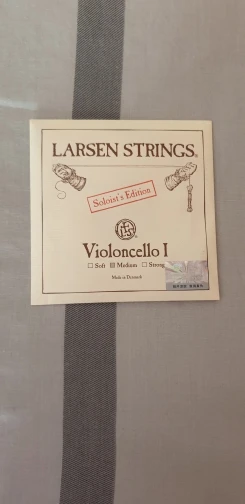 LARSEN STRINGS®
Soloist's Edition
Violoncello I
☐ Soft ☒ Medium ☐ Strong
Made in Denmark